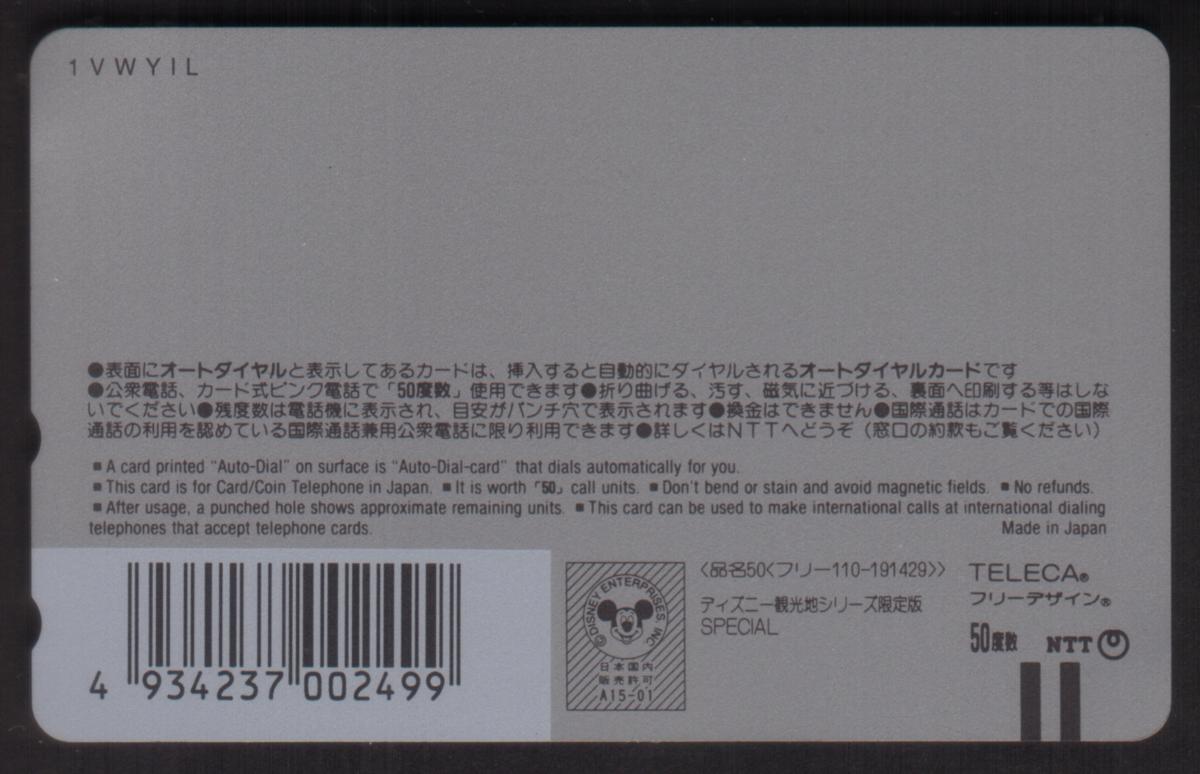 1VWYIL
●表面にオートダイヤルと表示してあるカードは、挿入すると自動的にダイヤルされるオートダイヤルカードです
●公衆電話、カード式ピンク電話で「50度数」使用できます●折り曲げる、汚す、磁気に近づける、裏面へ印刷する等はしな
いでください●残度数は電話機に表示され、目安がパンチ穴で表示されます●換金はできません●国際通話はカードでの国際
通話の利用を認めている国際通話兼用公衆電話に限り利用できます●詳しくはNTTへどうぞ（窓口の約款もご覧ください）
■A card printed "Auto-Dial" on surface is "Auto-Dial-card" that dials automatically for you.
■This card is for Card/Coin Telephone in Japan. ■It is worth「50」call units. ■Don't bend or stain and avoid magnetic fields. ■No refunds.
■After usage, a punched hole shows approximate remaining units. ■This card can be used to make international calls at international dialing
telephones that accept telephone cards. Made in Japan
4 934237 002499
©DISNEY ENTERPRISES, INC
日本国内
販売許可
A15-01
〈品名50〈フリー110-191429〉〉
ディズニー観光地シリーズ限定版
SPECIAL
TELECA®
フリーデザイン®
50度数 NTT